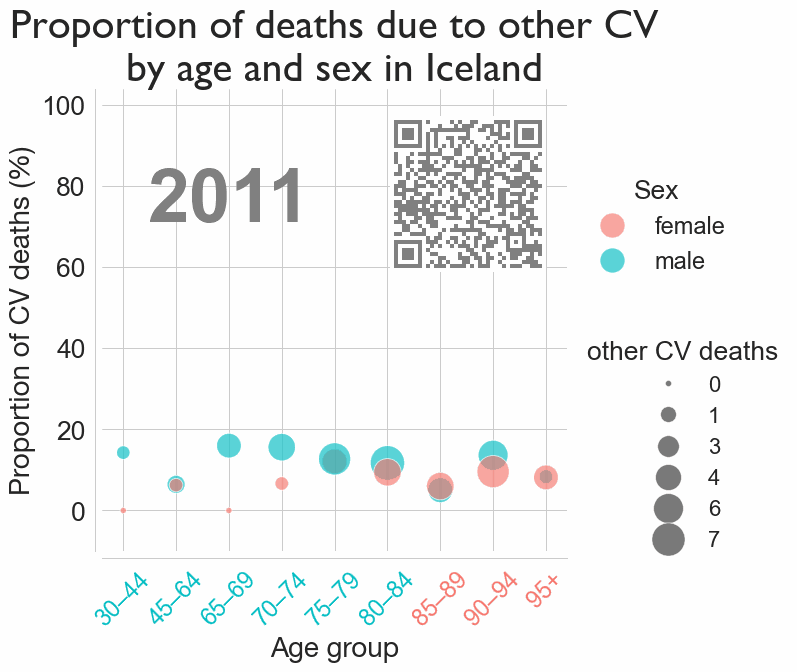 Proportion of deaths due to other CV
by age and sex in Iceland
Proportion of CV deaths (%)
100
80
60
40
20
0
2011
30–44
45–64
65–69
70–74
75–79
80–84
85–89
90–94
95+
Age group
Sex
female
male
other CV deaths
0
1
3
4
6
7